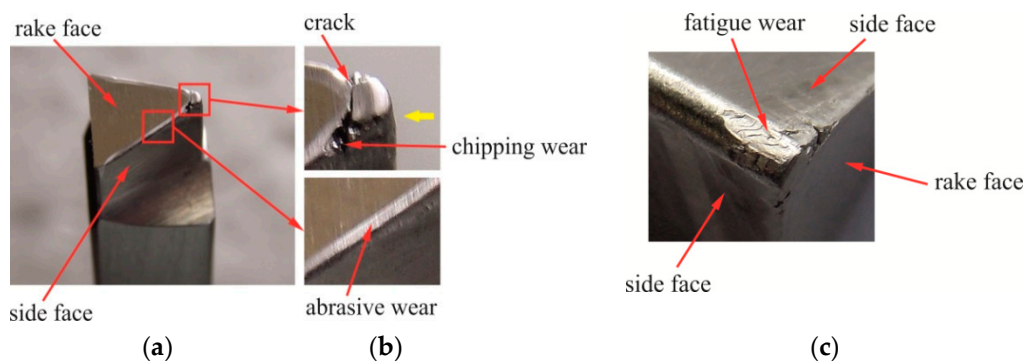 rake face
side face
(a)
crack
chipping wear
abrasive wear
(b)
fatigue wear
side face
rake face
side face
(c)